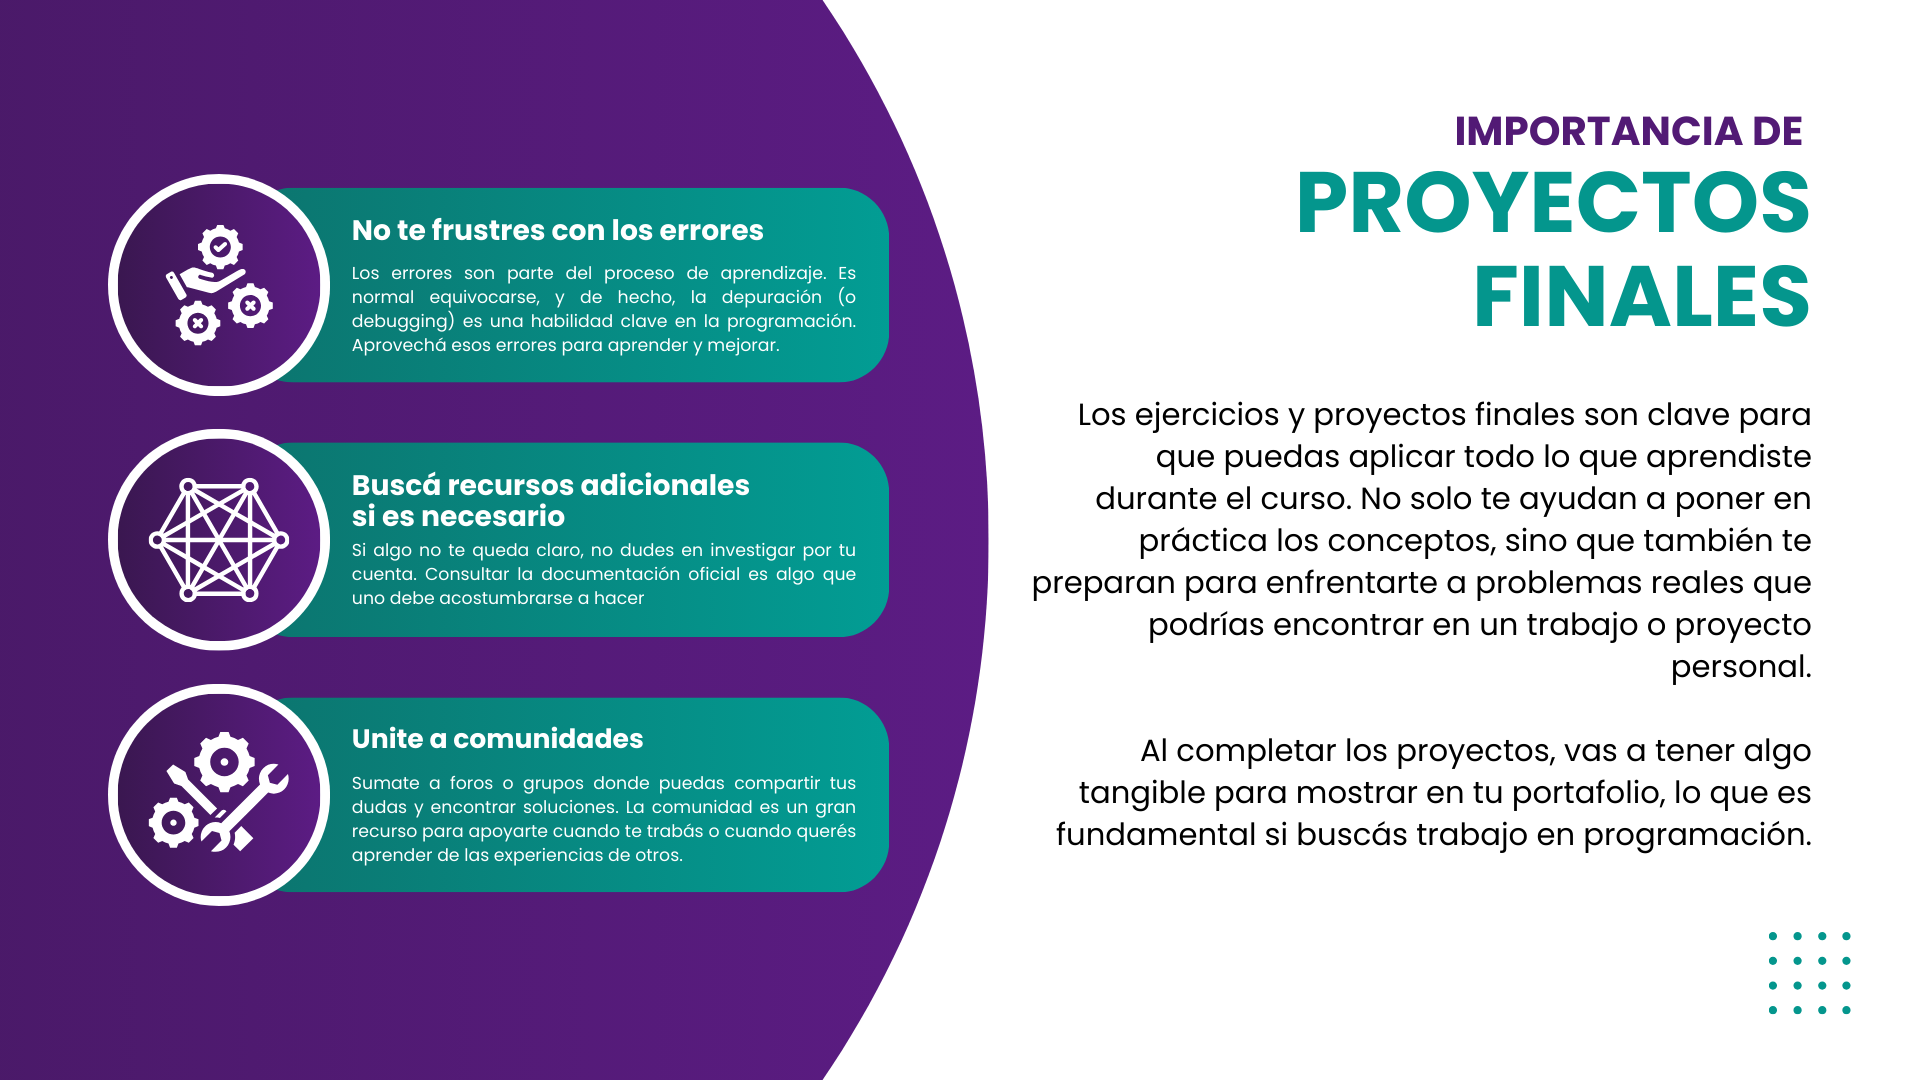 No te frustres con los errores
Los errores son parte del proceso de aprendizaje. Es
normal equivocarse, y de hecho, la depuración (o
debugging) es una habilidad clave en la programación.
Aprovechá esos errores para aprender y mejorar.
Buscá recursos adicionales
si es necesario
Si algo no te queda claro, no dudes en investigar por tu
cuenta. Consultar la documentación oficial es algo que
uno debe acostumbrarse a hacer
Unite a comunidades
Sumate a foros o grupos donde puedas compartir tus
dudas y encontrar soluciones. La comunidad es un gran
recurso para apoyarte cuando te trabás o cuando querés
aprender de las experiencias de otros.
IMPORTANCIA DE
PROYECTOS
FINALES
Los ejercicios y proyectos finales son clave para
que puedas aplicar todo lo que aprendiste
durante el curso. No solo te ayudan a poner en
práctica los conceptos, sino que también te
preparan para enfrentarte a problemas reales que
podrías encontrar en un trabajo o proyecto
personal.
Al completar los proyectos, vas a tener algo
tangible para mostrar en tu portafolio, lo que es
fundamental si buscás trabajo en programación.